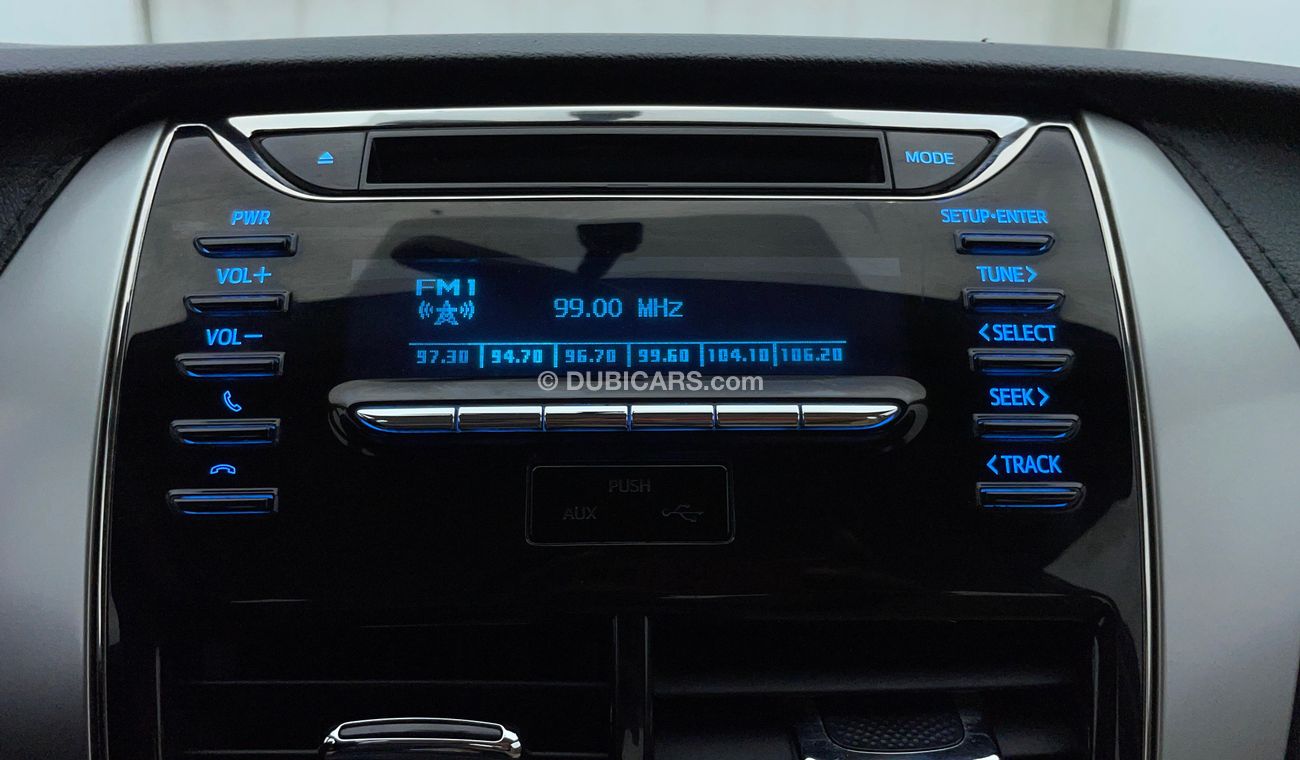 MODE
PWR
SETUP•ENTER
VOL+
TUNE>
FM1
99.00 MHz
VOL−
<SELECT
97.30 94.70 96.70 99.60 104.10 106.20
© DUBICARS.com
SEEK>
<TRACK
PUSH
AUX